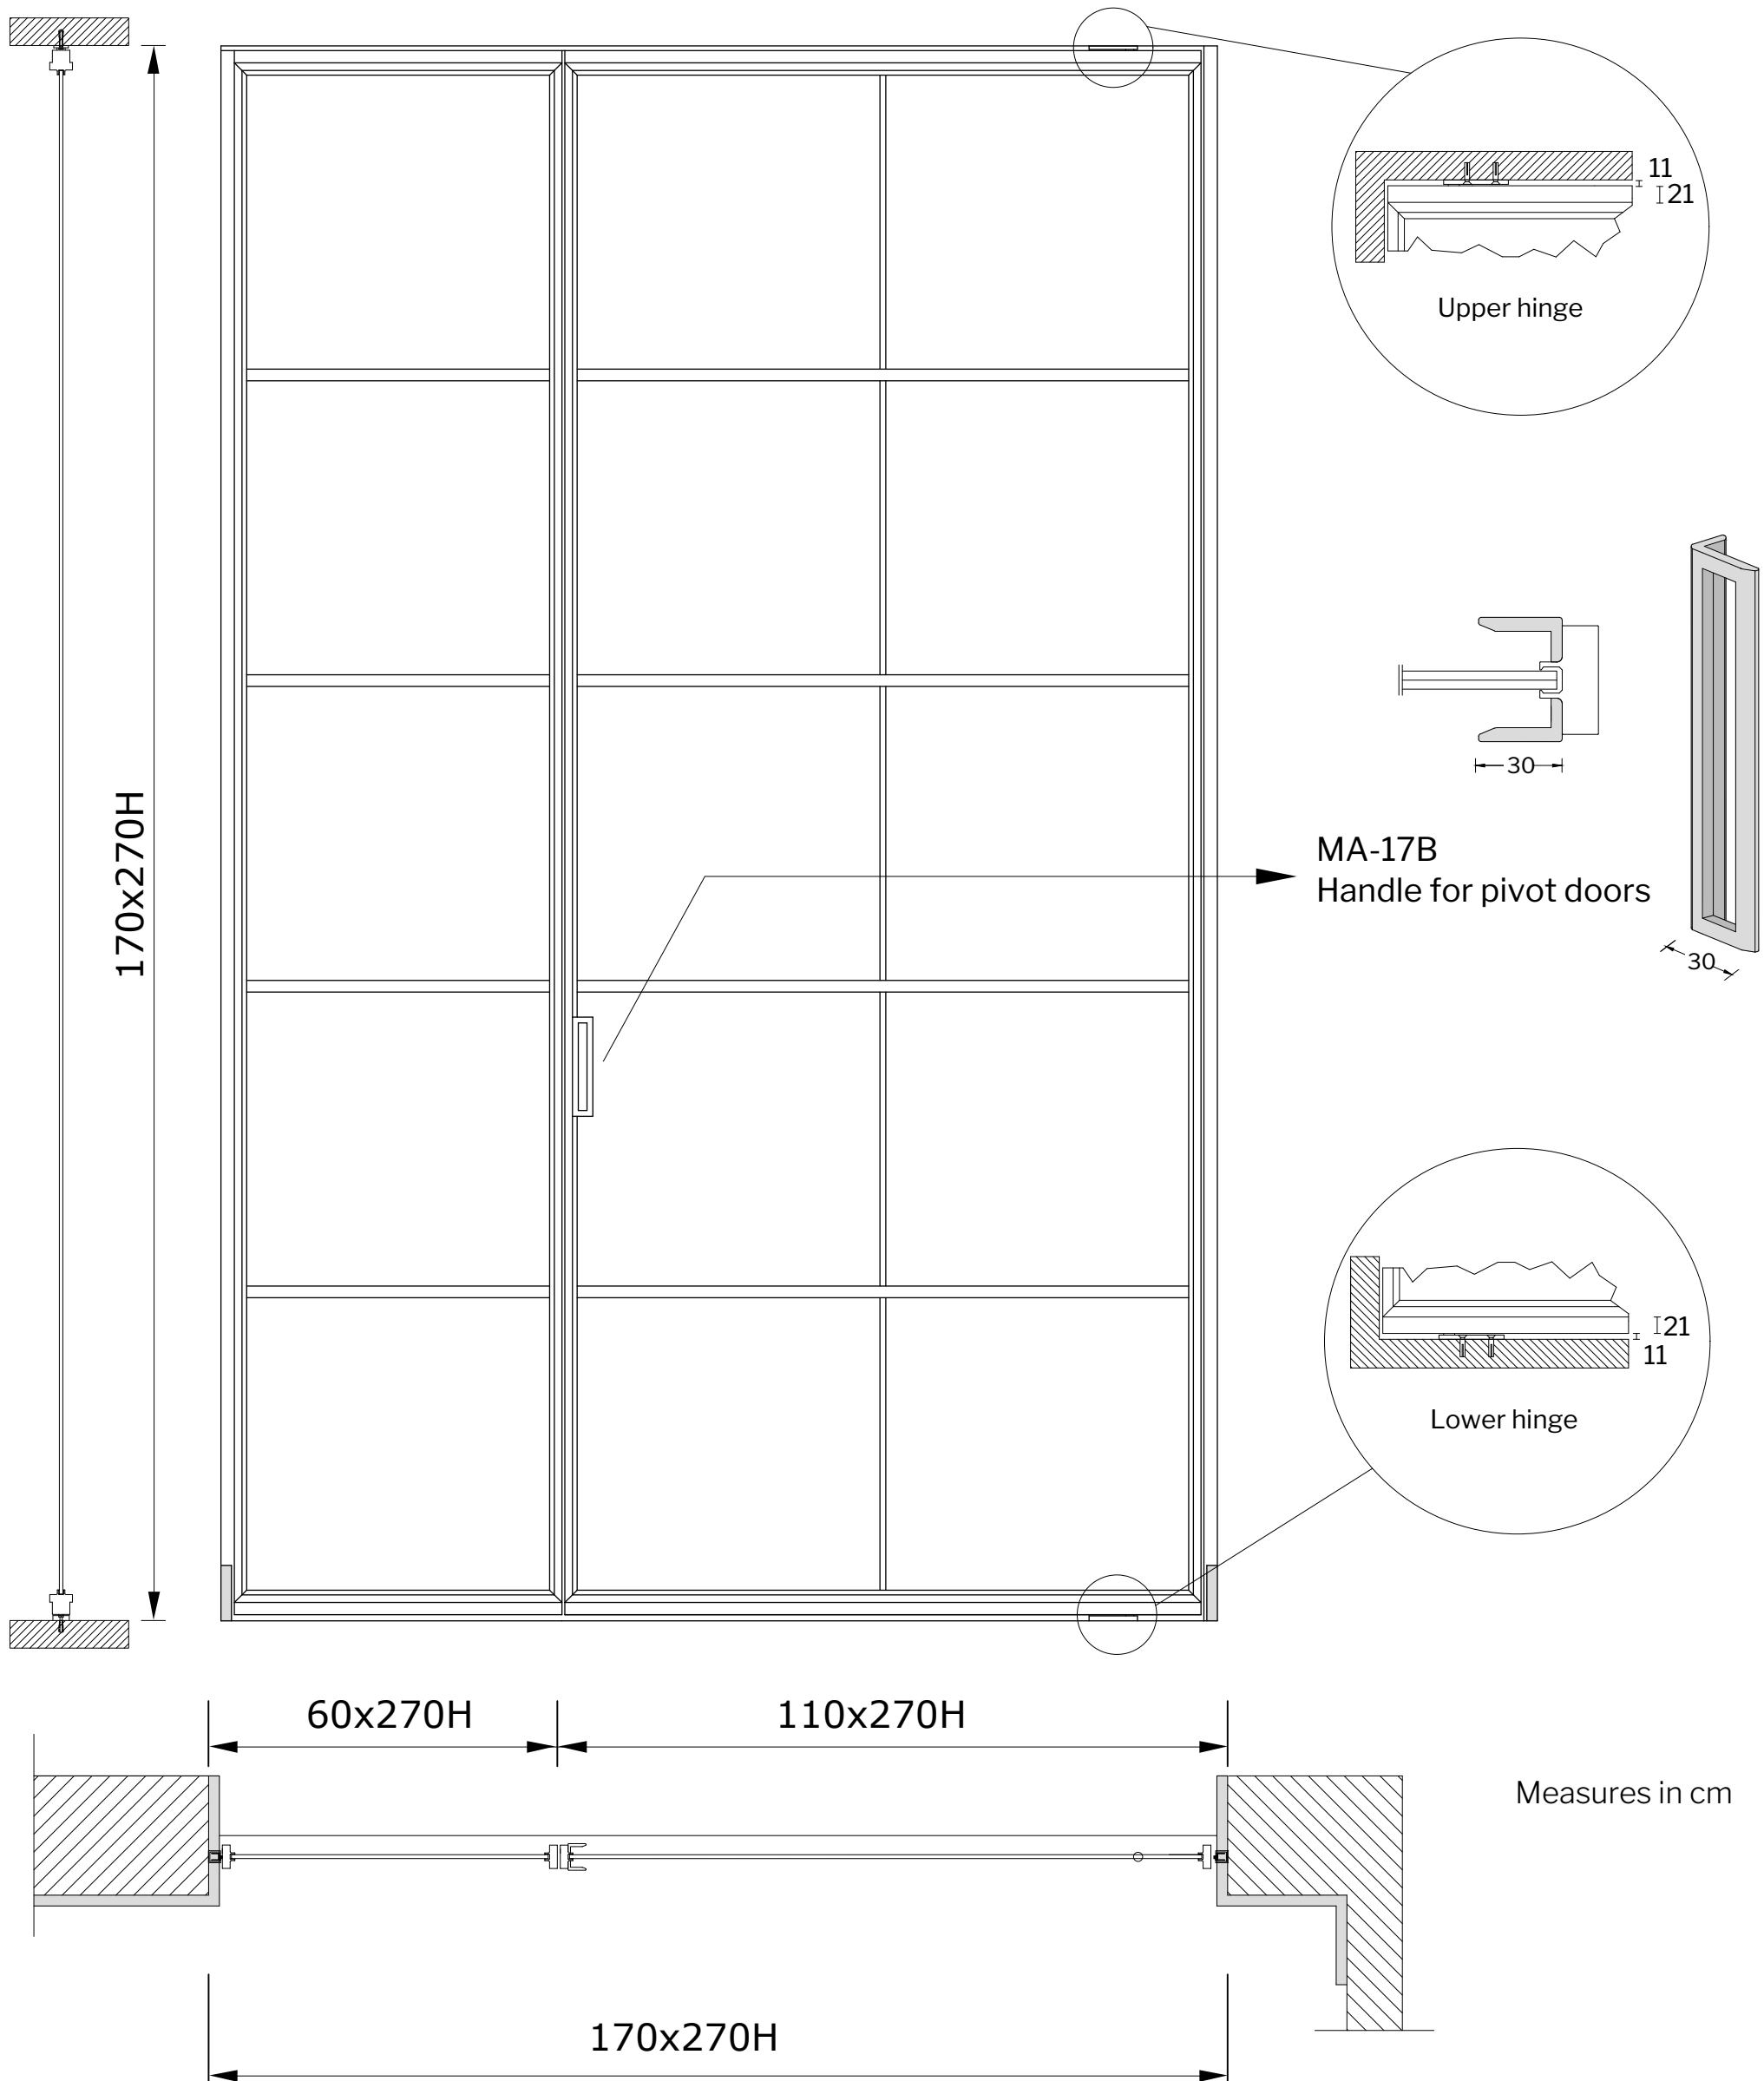 11
21
Upper hinge
30
170x270H
MA-17B
Handle for pivot doors
30
21
11
Lower hinge
60x270H
110x270H
Measures in cm
170x270H